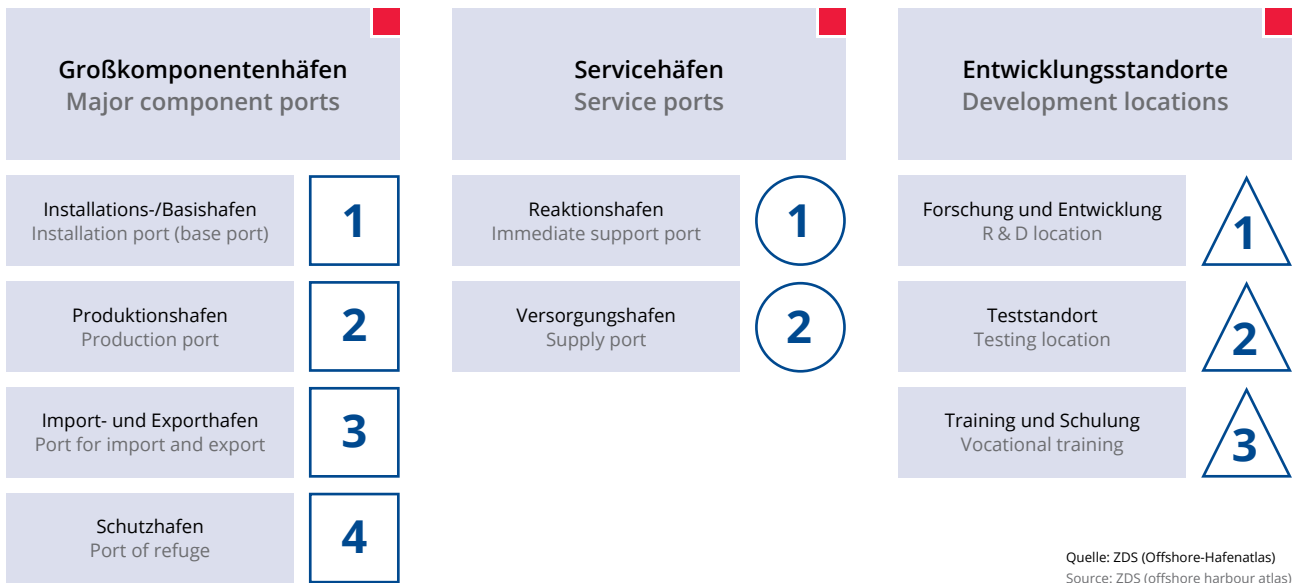 Großkomponentenhäfen
Major component ports
Installations-/Basishafen
Installation port (base port)
1
Produktionshafen
Production port
2
Import- und Exporthafen
Port for import and export
3
Schutzhafen
Port of refuge
4
Servicehäfen
Service ports
Reaktionshafen
Immediate support port
1
Versorgungshafen
Supply port
2
Entwicklungsstandorte
Development locations
Forschung und Entwicklung
R & D location
1
Teststandort
Testing location
2
Training und Schulung
Vocational training
3
Quelle: ZDS (Offshore-Hafenatlas)
Source: ZDS (offshore harbour atlas)